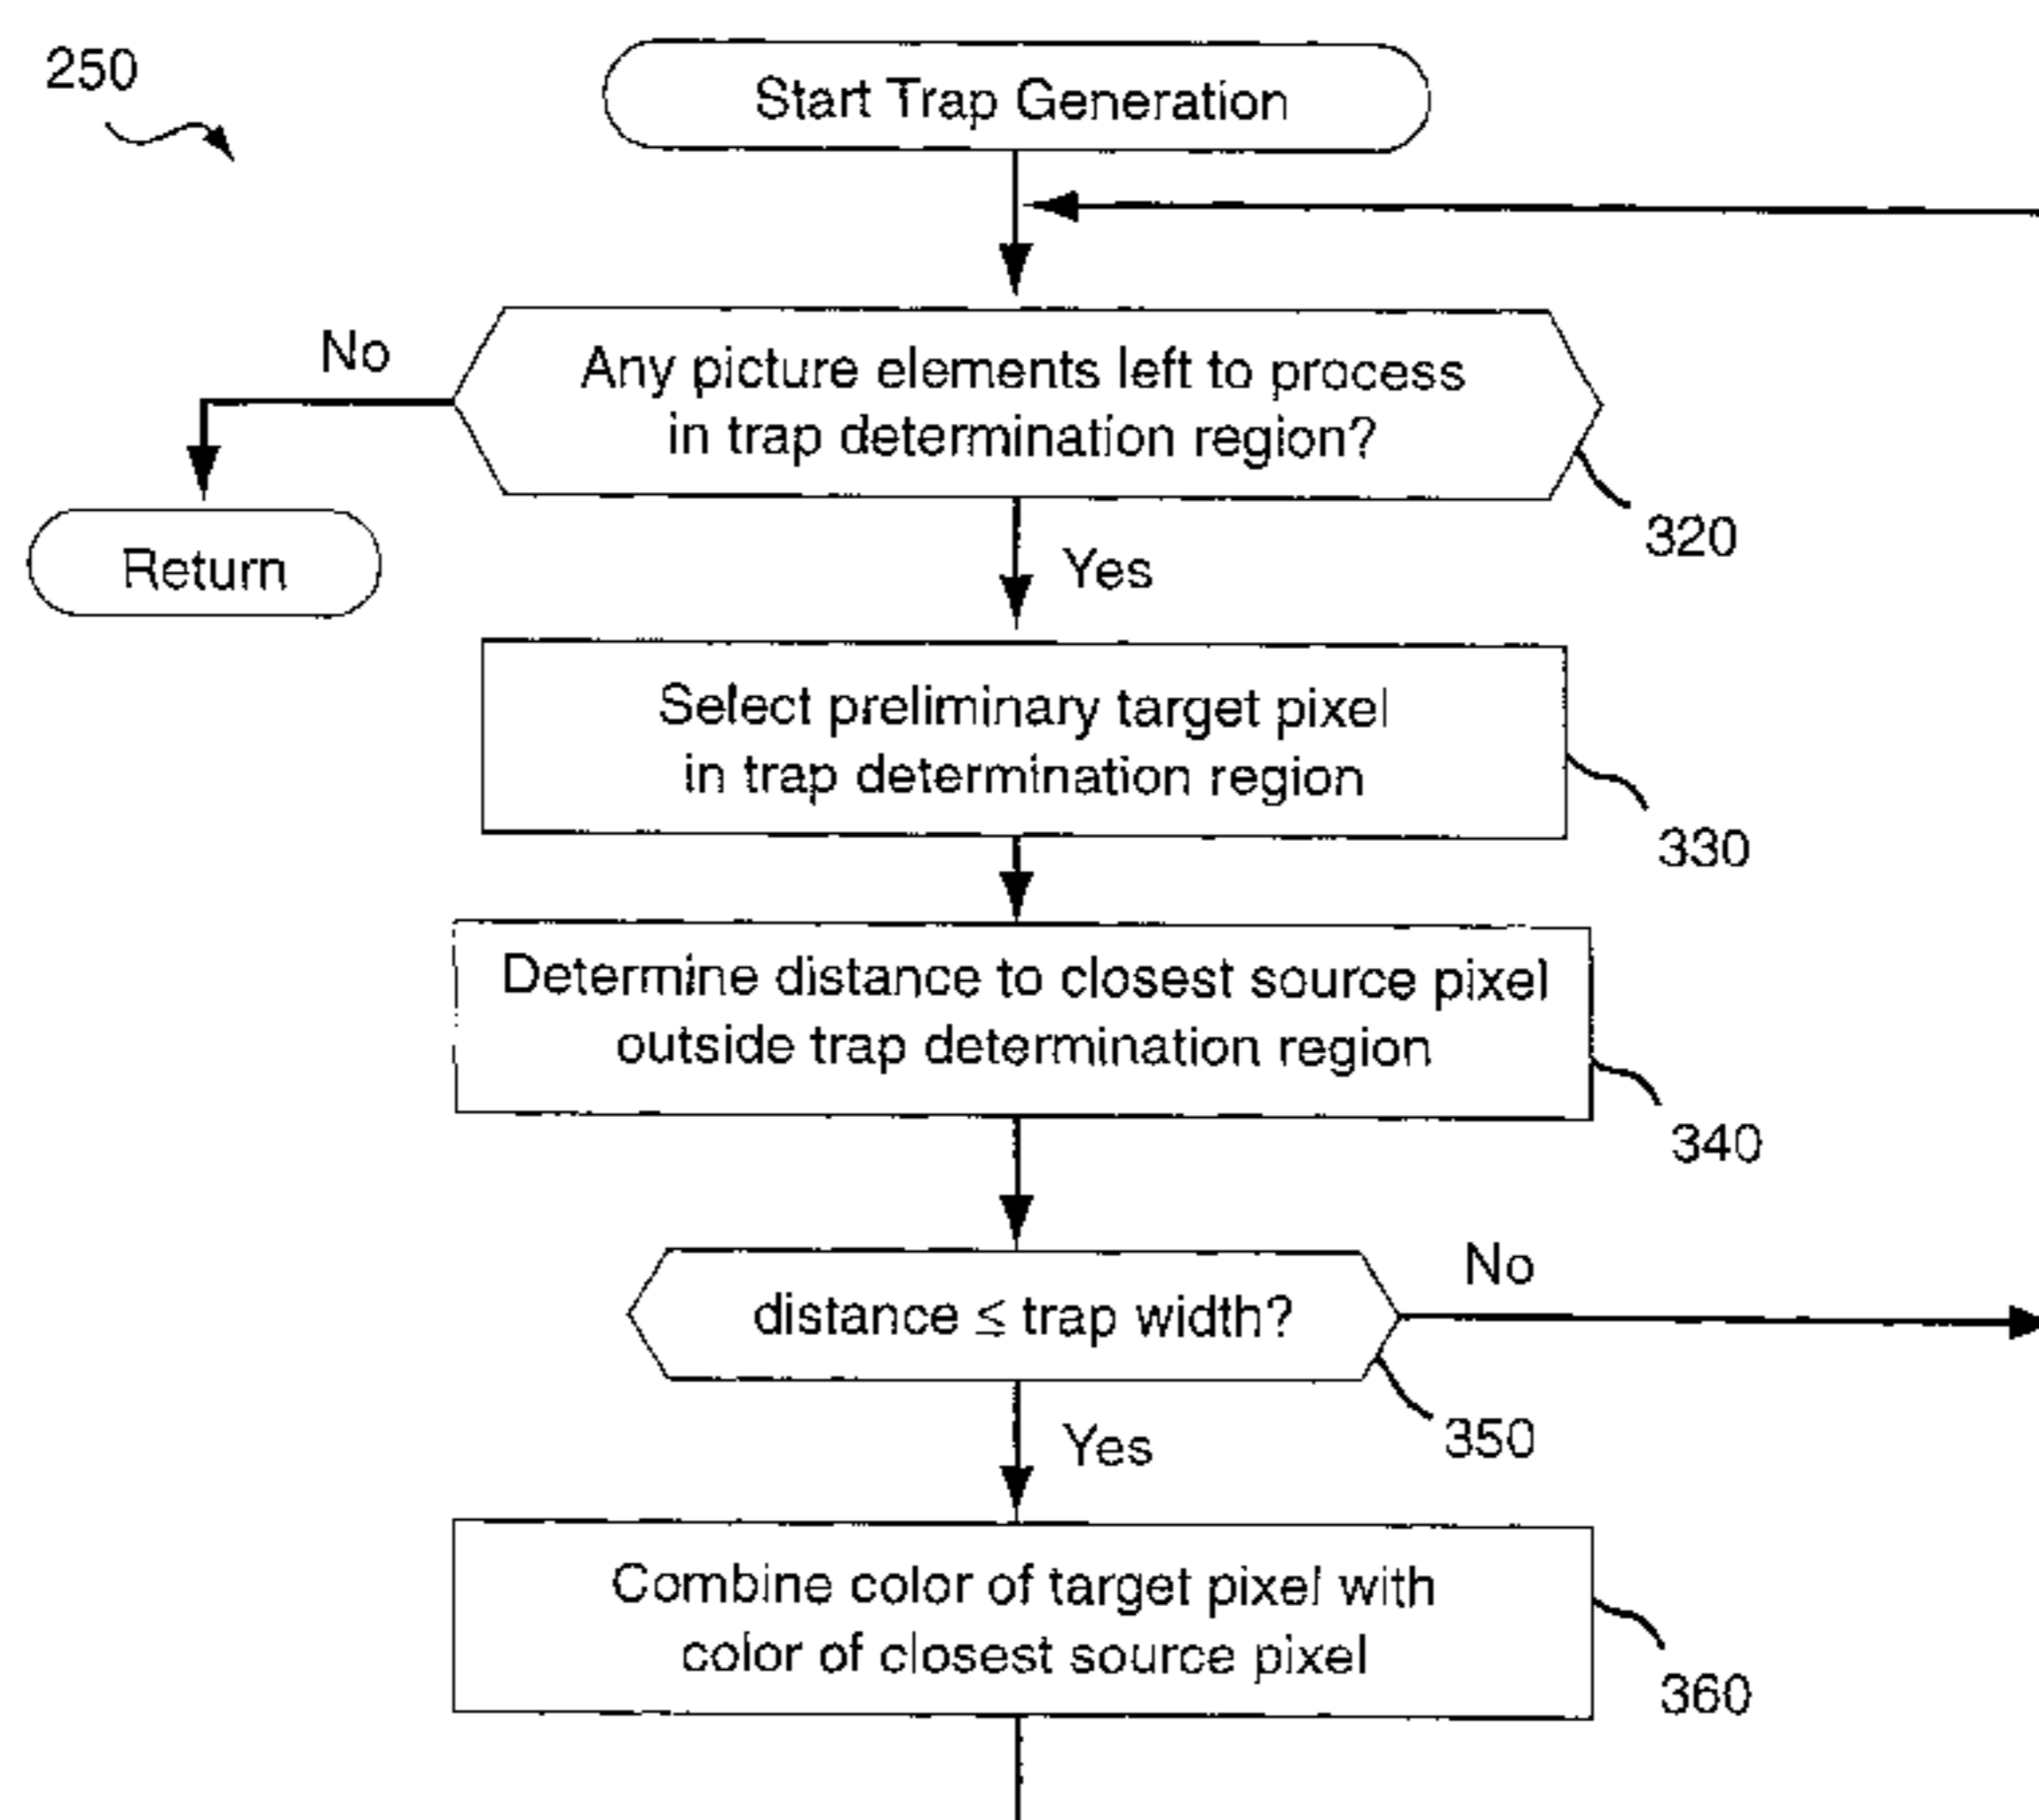 250
Start Trap Generation
Any picture elements left to process
in trap determination region?
No
320
Return
Yes
Select preliminary target pixel
in trap determination region
330
Determine distance to closest source pixel
outside trap determination region
340
distance ≤ trap width?
No
350
Yes
Combine color of target pixel with
color of closest source pixel
360